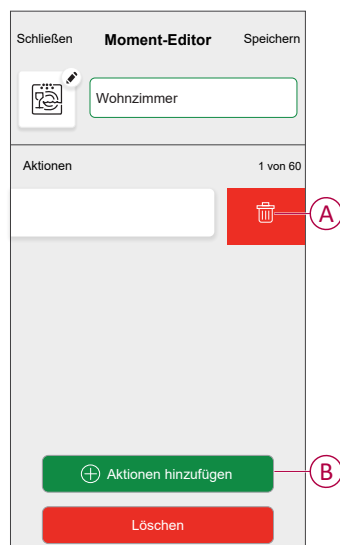 Schließen Moment-Editor Speichern
Wohnzimmer
Aktionen 1 von 60
A
Aktionen hinzufügen
B
Löschen